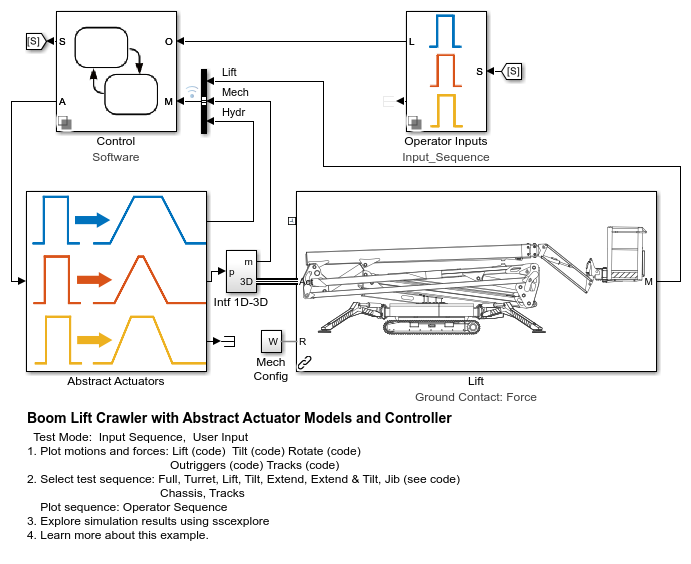 [S]
S
O
A
M
Control
Software
Lift
Mech
Hydr
L
S
[S]
Operator Inputs
Input_Sequence
Abstract Actuators
m
p
3D
Intf 1D-3D
W
Mech
Config
Act
R
M
Lift
Ground Contact: Force
Boom Lift Crawler with Abstract Actuator Models and Controller
Test Mode: Input Sequence, User Input
1. Plot motions and forces: Lift (code) Tilt (code) Rotate (code)
Outriggers (code) Tracks (code)
2. Select test sequence: Full, Turret, Lift, Tilt, Extend, Extend & Tilt, Jib (see code)
Chassis, Tracks
Plot sequence: Operator Sequence
3. Explore simulation results using sscexplore
4. Learn more about this example.